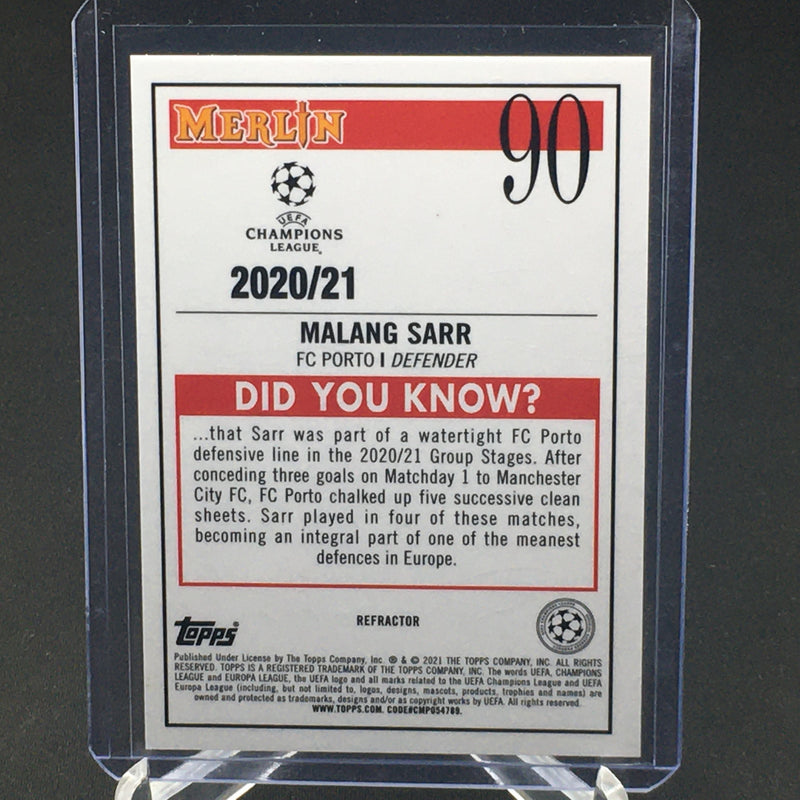 MERLIN 90
UEFA
CHAMPIONS
LEAGUE
2020/21
MALANG SARR
FC PORTO I DEFENDER
DID YOU KNOW?
...that Sarr was part of a watertight FC Porto
defensive line in the 2020/21 Group Stages. After
conceding three goals on Matchday 1 to Manchester
City FC, FC Porto chalked up five successive clean
sheets. Sarr played in four of these matches,
becoming an integral part of one of the meanest
defences in Europe.
REFRACTOR
Topps
Published Under License by The Topps Company, Inc. ® & © 2021 THE TOPPS COMPANY, INC. ALL RIGHTS
RESERVED. TOPPS IS A REGISTERED TRADEMARK OF THE TOPPS COMPANY, INC. The words UEFA, CHAMPIONS
LEAGUE and EUROPA LEAGUE, the UEFA logo and all marks related to the UEFA Champions League and UEFA
Europa League (including, but not limited to, logos, designs, mascots, products, trophies and names) are
owned and protected as trademarks, designs and/or as copyright works by UEFA. All rights reserved.
WWW.TOPPS.COM. CODE#CMP054789.